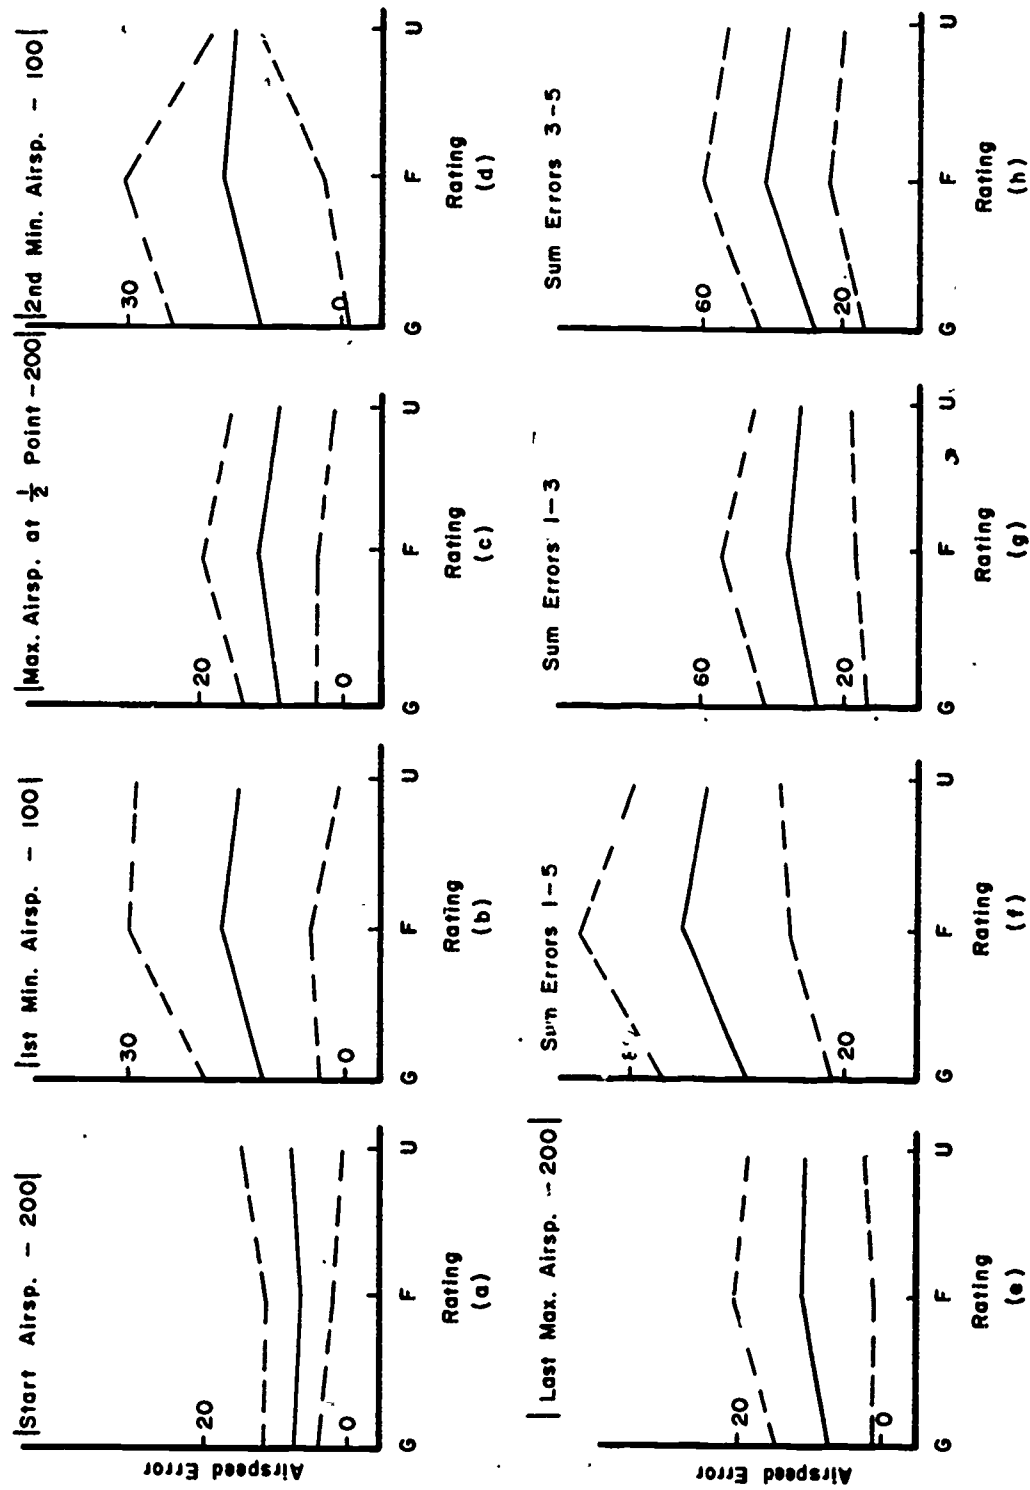 |Start Airsp. - 200|
Airspeed Error
20
0
G F U
Rating
(a)
|1st Min. Airsp. - 100|
30
0
G F U
Rating
(b)
|Max. Airsp. at 1/2 Point -200|
20
0
G F U
Rating
(c)
|2nd Min. Airsp. - 100|
30
0
G F U
Rating
(d)
|Last Max. Airsp. -200|
Airspeed Error
20
0
G F U
Rating
(e)
Sum Errors 1-5
20
G F U
Rating
(f)
Sum Errors 1-3
60
20
G F U
Rating
(g)
Sum Errors 3-5
60
20
G F U
Rating
(h)